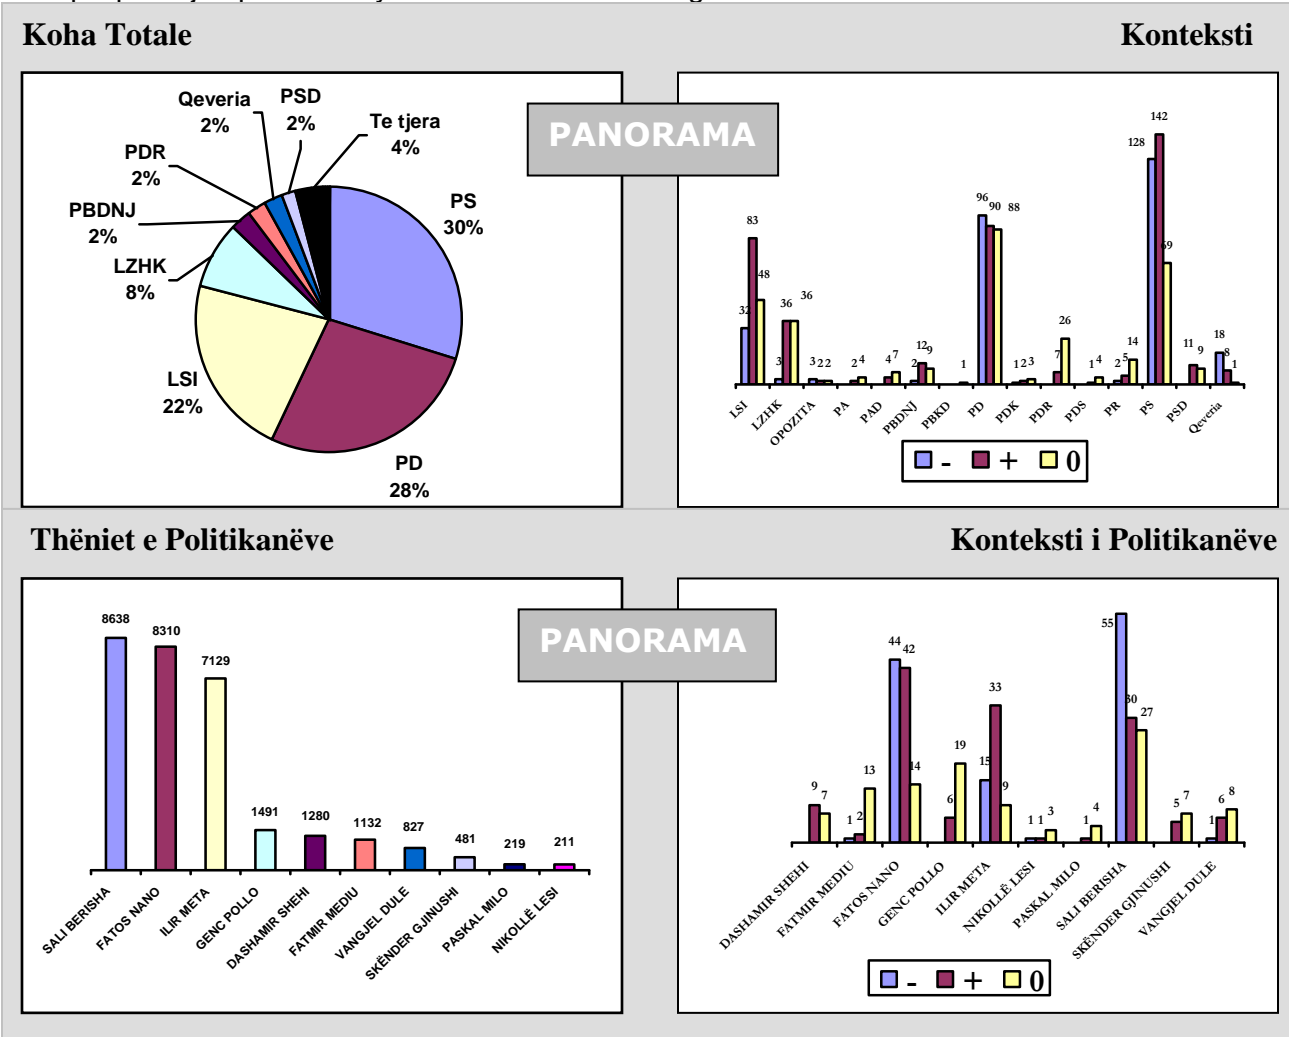 Koha Totale
Konteksti
PANORAMA
Qeveria
2%
PSD
2%
Te tjera
4%
PDR
2%
PBDNJ
2%
LZHK
8%
LSI
22%
PD
28%
PS
30%
32 83 48
3 36 36
3 2 2
2 4
4 7
2 12 9
1
96 90 88
1 2 3
7 26
1 4
2 5 14
128 142 69
11 9
18 8 1
LSI LZHK OPOZITA PA PAD PBDNJ PBKD PD PDK PDR PDS PR PS PSD Qeveria
- + 0
Thëniet e Politikanëve
Konteksti i Politikanëve
PANORAMA
8638 8310 7129 1491 1280 1132 827 481 219 211
SALI BERISHA
FATOS NANO
ILIR META
GENC POLLO
DASHAMIR SHEHI
FATMIR MEDIU
VANGJEL DULE
SKËNDER GJINUSHI
PASKAL MILO
NIKOLLË LESI
9 7
1 2 13
44 42 14
6 19
15 33 9
1 1 3
1 4
55 30 27
5 7
1 6 8
DASHAMIR SHEHI
FATMIR MEDIU
FATOS NANO
GENC POLLO
ILIR META
NIKOLLË LESI
PASKAL MILO
SALI BERISHA
SKËNDER GJINUSHI
VANGJEL DULE
- + 0